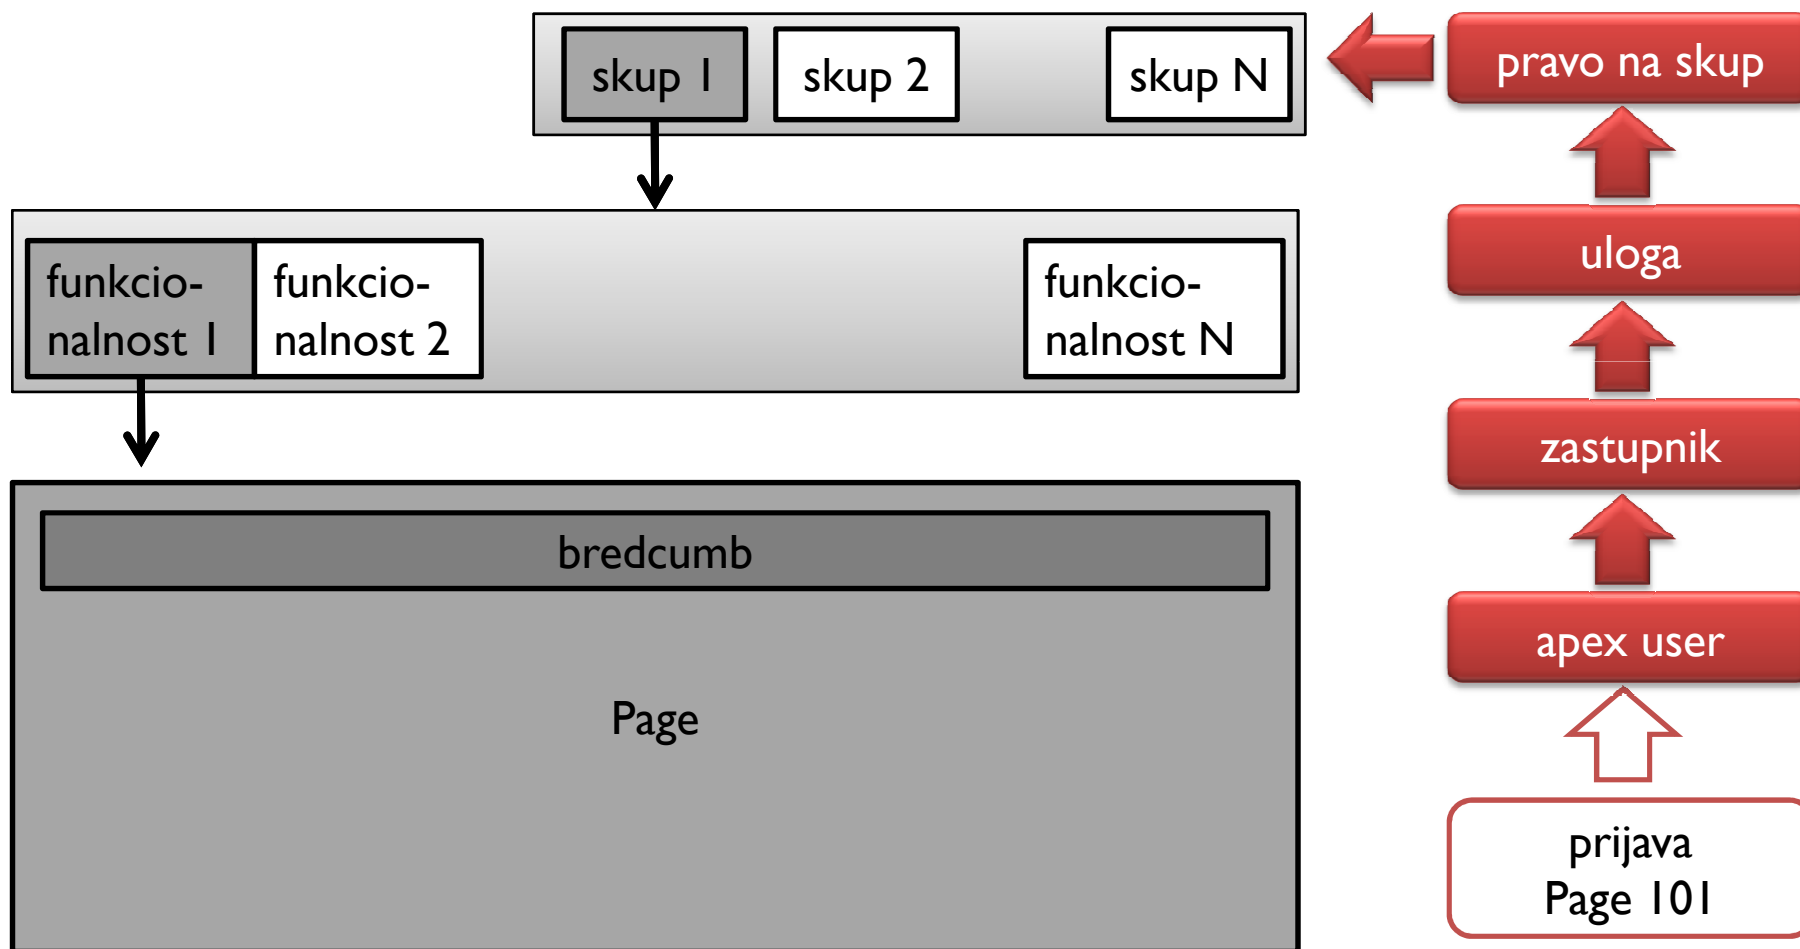 skup 1
skup 2
skup N
pravo na skup
uloga
funkcio-
nalnost 1
funkcio-
nalnost 2
funkcio-
nalnost N
zastupnik
bredcumb
apex user
Page
prijava
Page 101